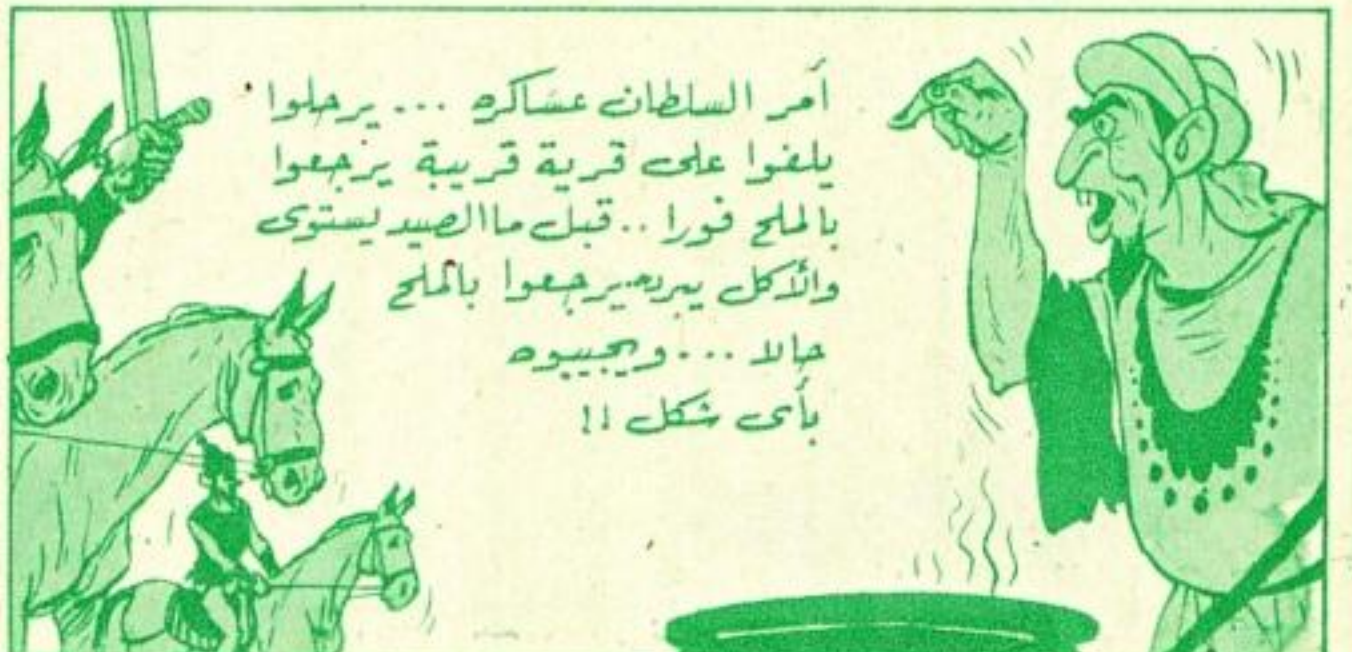 أمر السلطان عساكره ... يرحلوا
يلفوا على قرية قريبة يرجعوا
بالملح فورا .. قبل ما الصيد يستوى
والأكل يبرد. يرجعوا بالملح
حالا ... ويجيبوه
بأى شكل !!